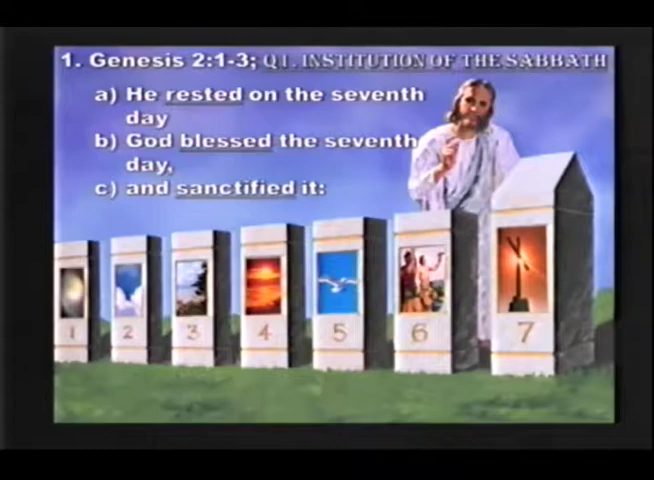 1. Genesis 2:1-3; Q1. INSTITUTION OF THE SABBATH
a) He rested on the seventh
day
b) God blessed the seventh
day,
c) and sanctified it:
1 2 3 4 5 6 7